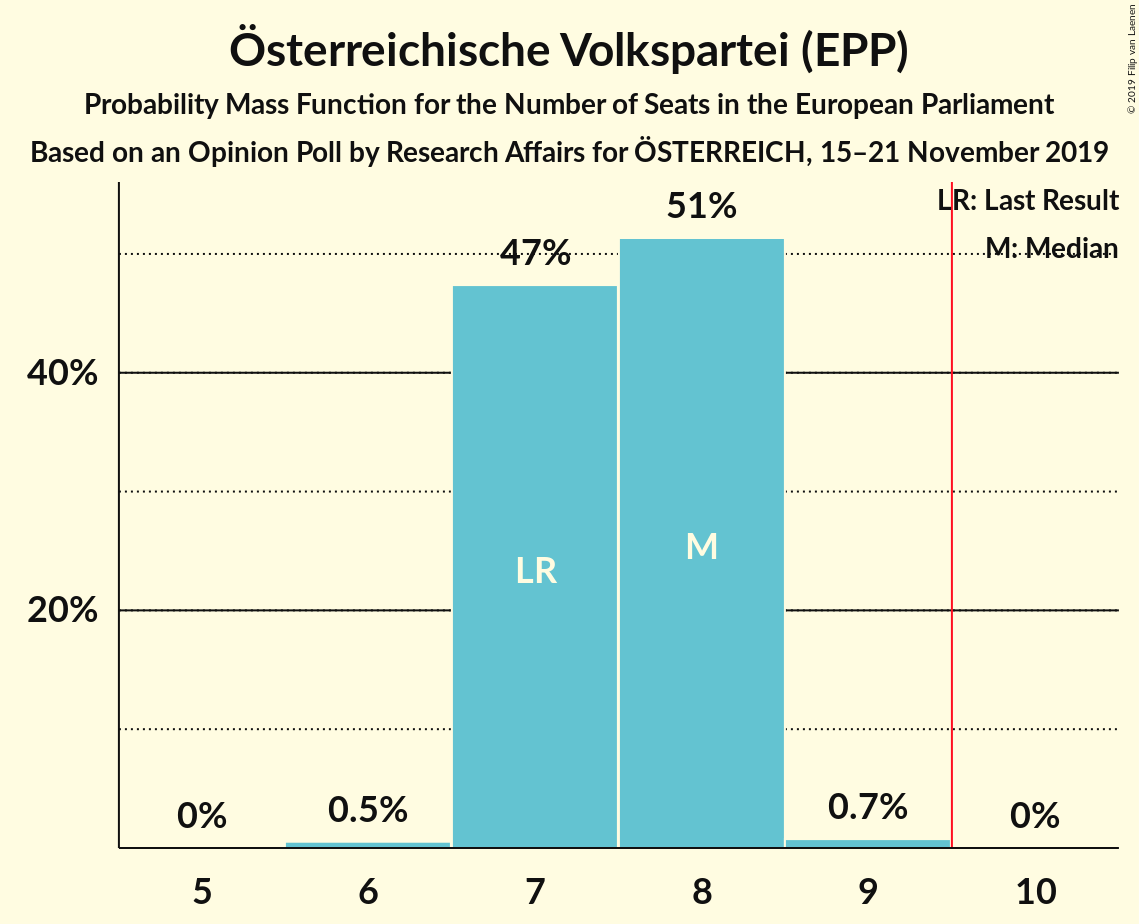 Österreichische Volkspartei (EPP)
Probability Mass Function for the Number of Seats in the European Parliament
Based on an Opinion Poll by Research Affairs for ÖSTERREICH, 15–21 November 2019
© 2019 Filip van Laenen
LR: Last Result
M: Median
51%
47%
40%
M
LR
20%
0%
0.5%
0.7%
0%
5
6
7
8
9
10